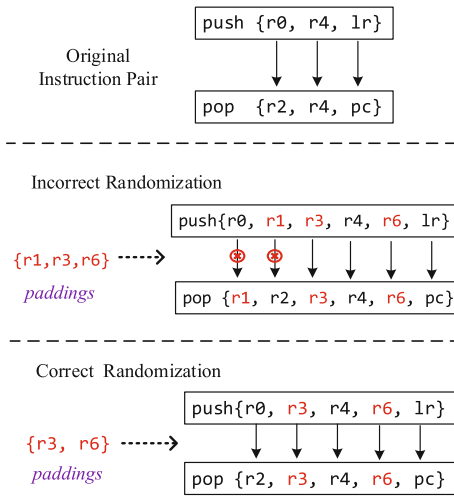 push {r0, r4, lr}
Original
Instruction Pair
pop {r2, r4, pc}
Incorrect Randomization
push{r0, r1, r3, r4, r6, lr}
{r1,r3,r6}
paddings
pop {r1, r2, r3, r4, r6, pc}
Correct Randomization
push{r0, r3, r4, r6, lr}
{r3, r6}
paddings
pop {r2, r3, r4, r6, pc}